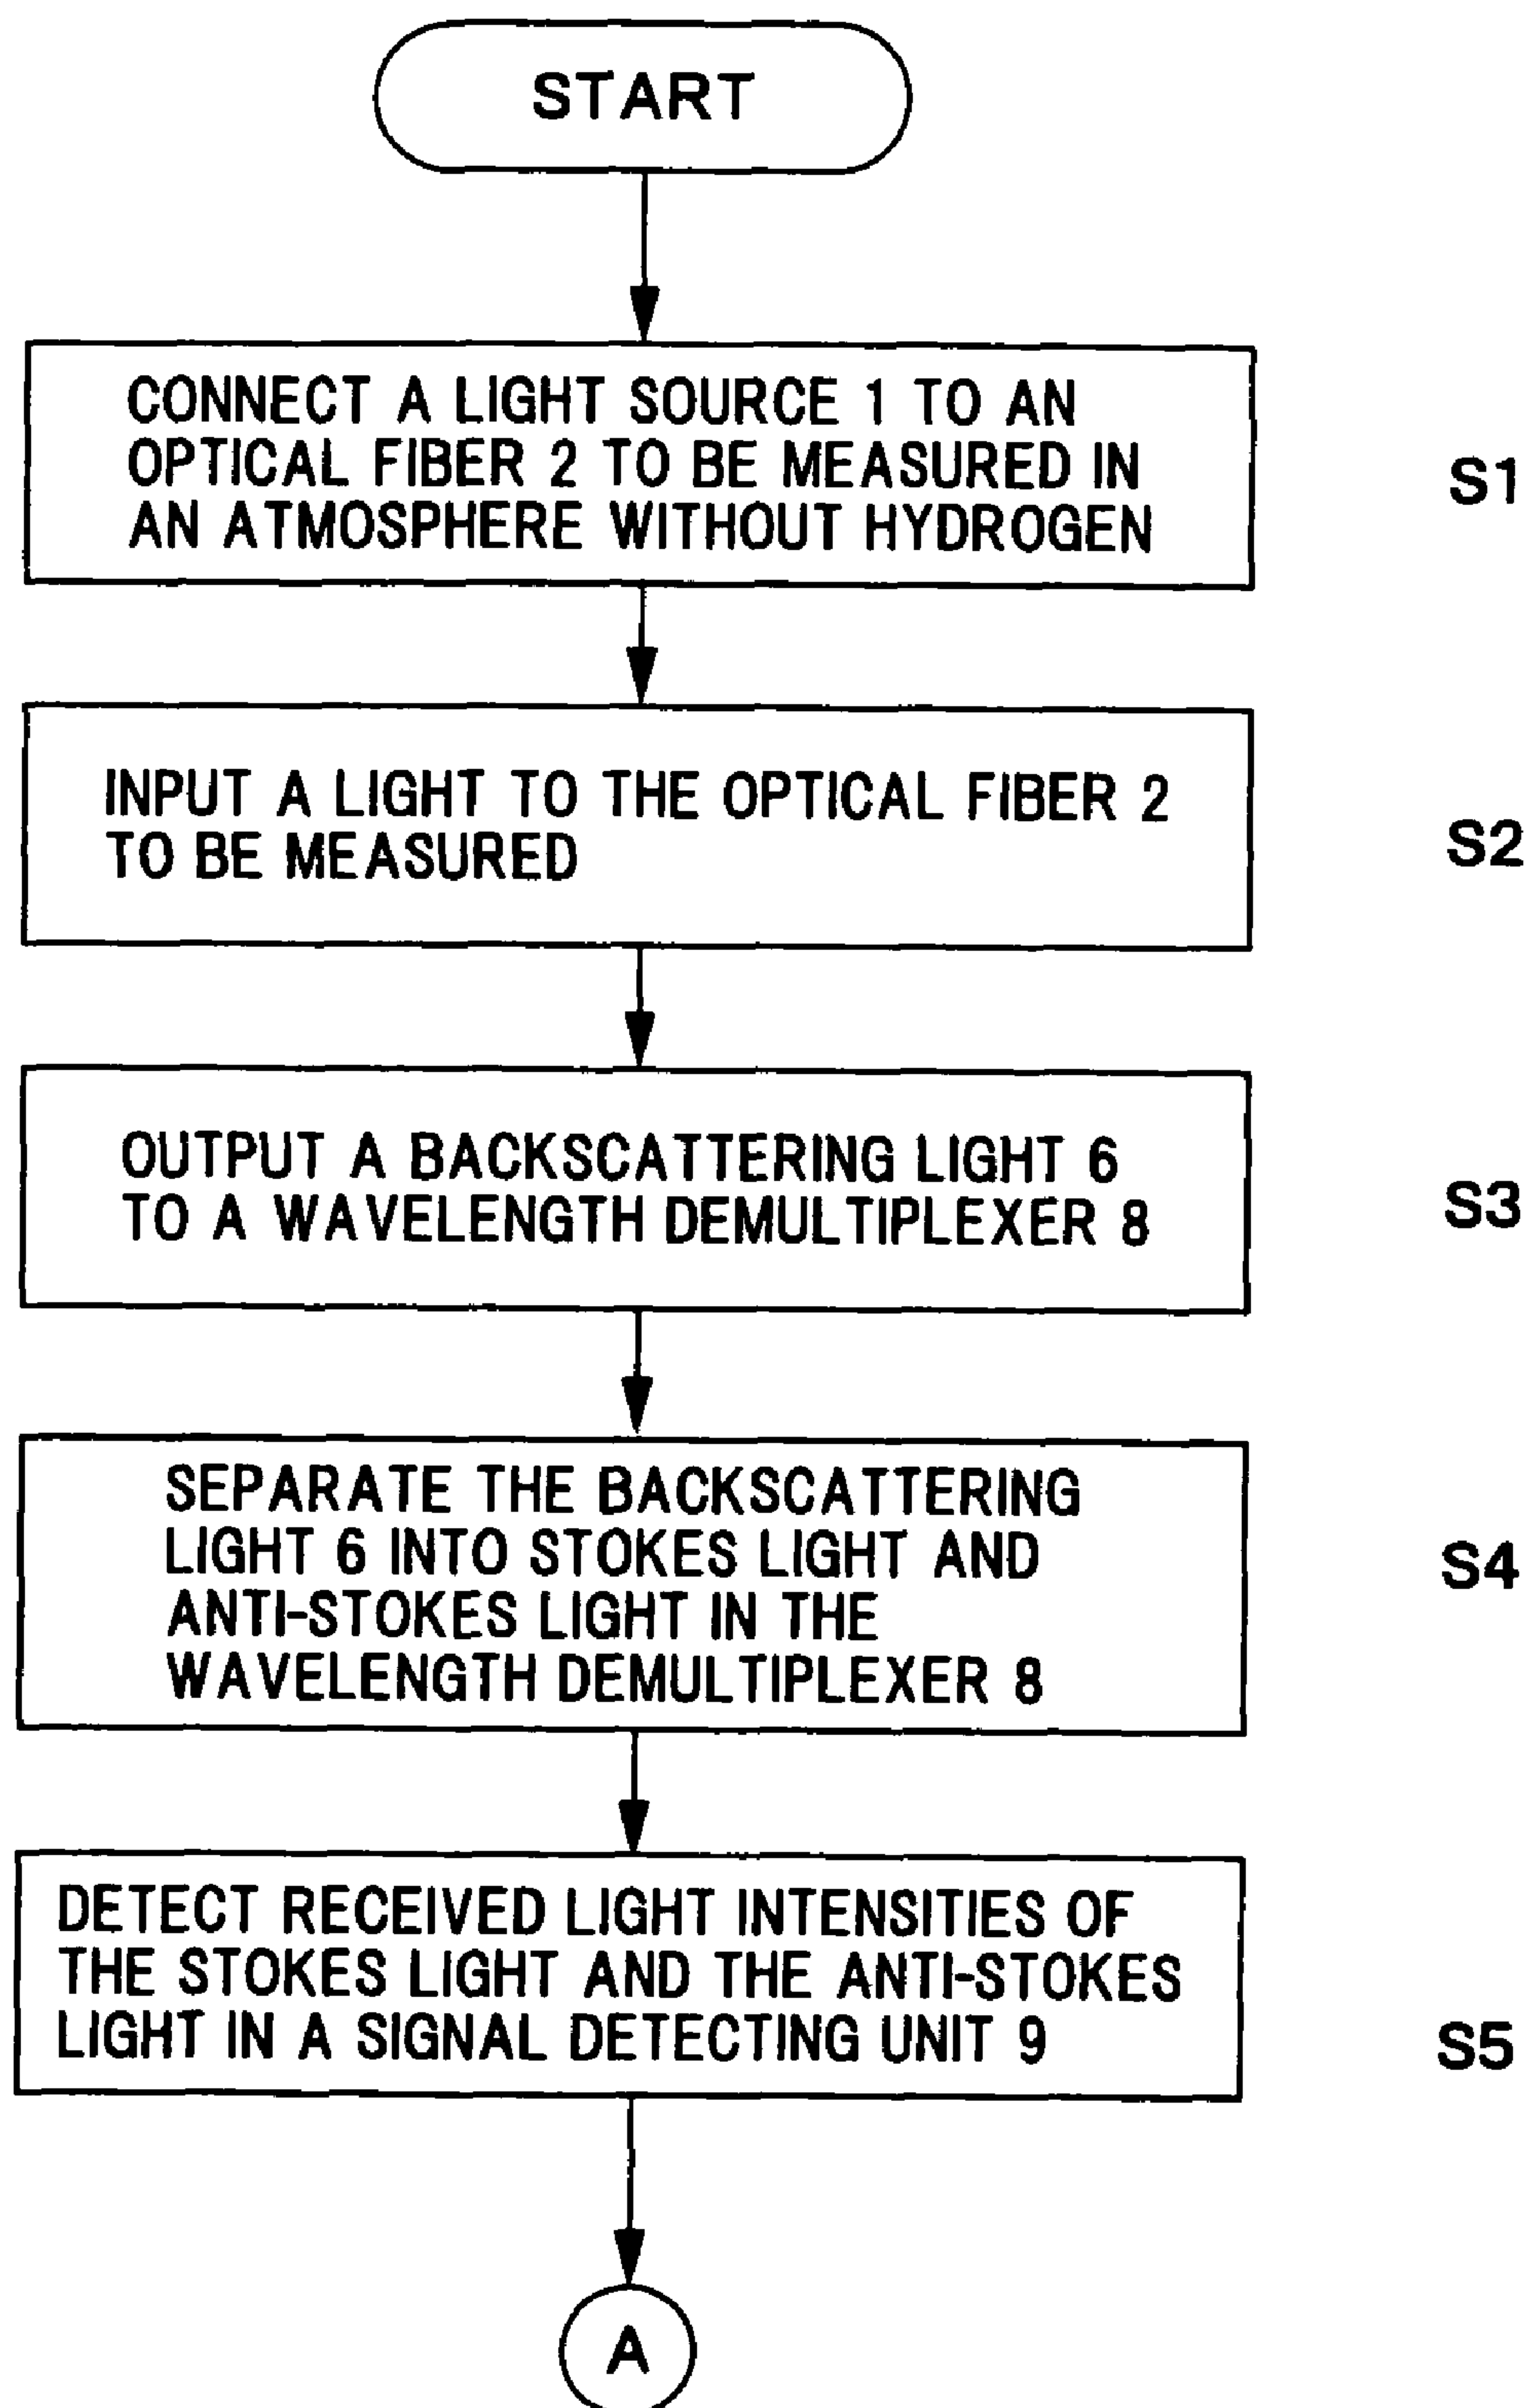 START
CONNECT A LIGHT SOURCE 1 TO AN
OPTICAL FIBER 2 TO BE MEASURED IN
AN ATMOSPHERE WITHOUT HYDROGEN
S1
INPUT A LIGHT TO THE OPTICAL FIBER 2
TO BE MEASURED
S2
OUTPUT A BACKSCATTERING LIGHT 6
TO A WAVELENGTH DEMULTIPLEXER 8
S3
SEPARATE THE BACKSCATTERING
LIGHT 6 INTO STOKES LIGHT AND
ANTI-STOKES LIGHT IN THE
WAVELENGTH DEMULTIPLEXER 8
S4
DETECT RECEIVED LIGHT INTENSITIES OF
THE STOKES LIGHT AND THE ANTI-STOKES
LIGHT IN A SIGNAL DETECTING UNIT 9
S5
A